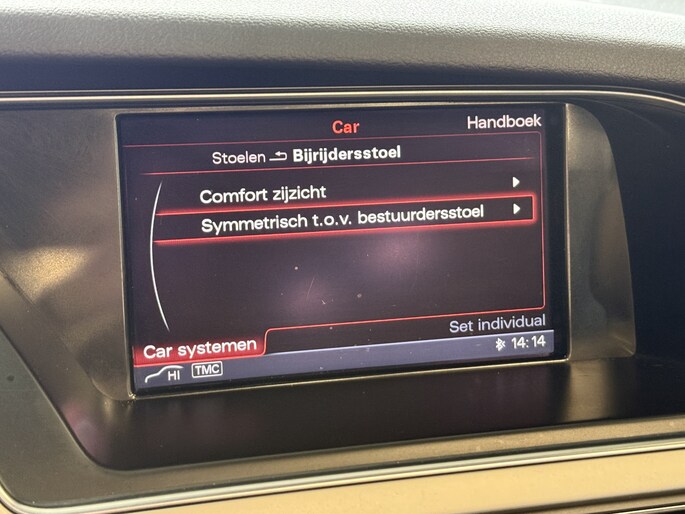 Car
Handboek
Stoelen Bijrijdersstoel
Comfort zijzicht
Symmetrisch t.o.v. bestuurdersstoel
Set individual
Car systemen
14:14
HI TMC